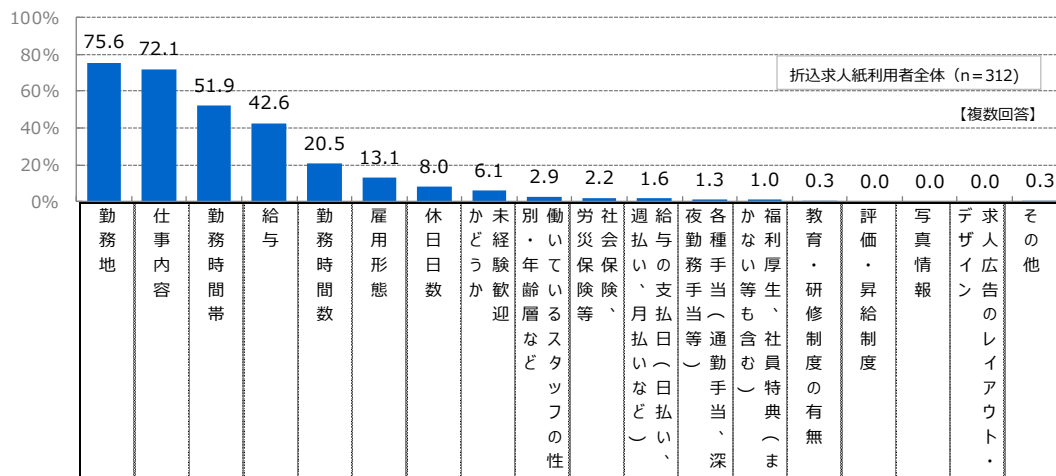 100%
80%
60%
40%
20%
0%
折込求人紙利用者全体（n＝312）
【複数回答】
75.6
72.1
51.9
42.6
20.5
13.1
8.0
6.1
2.9
2.2
1.6
1.3
1.0
0.3
0.0
0.0
0.0
0.3
勤務地
仕事内容
勤務時間帯
給与
勤務時間数
雇用形態
休日日数
未経験歓迎
かどうか
働いているスタッフの性
別・年齢層など
社会保険、
労災保険等
給与の支払日（日払い、
週払い、月払いなど）
各種手当（通勤手当、深
夜勤務手当等）
福利厚生、社員特典（ま
かない等も含む）
教育・研修制度の有無
評価・昇給制度
写真情報
求人広告のレイアウト・
デザイン
その他